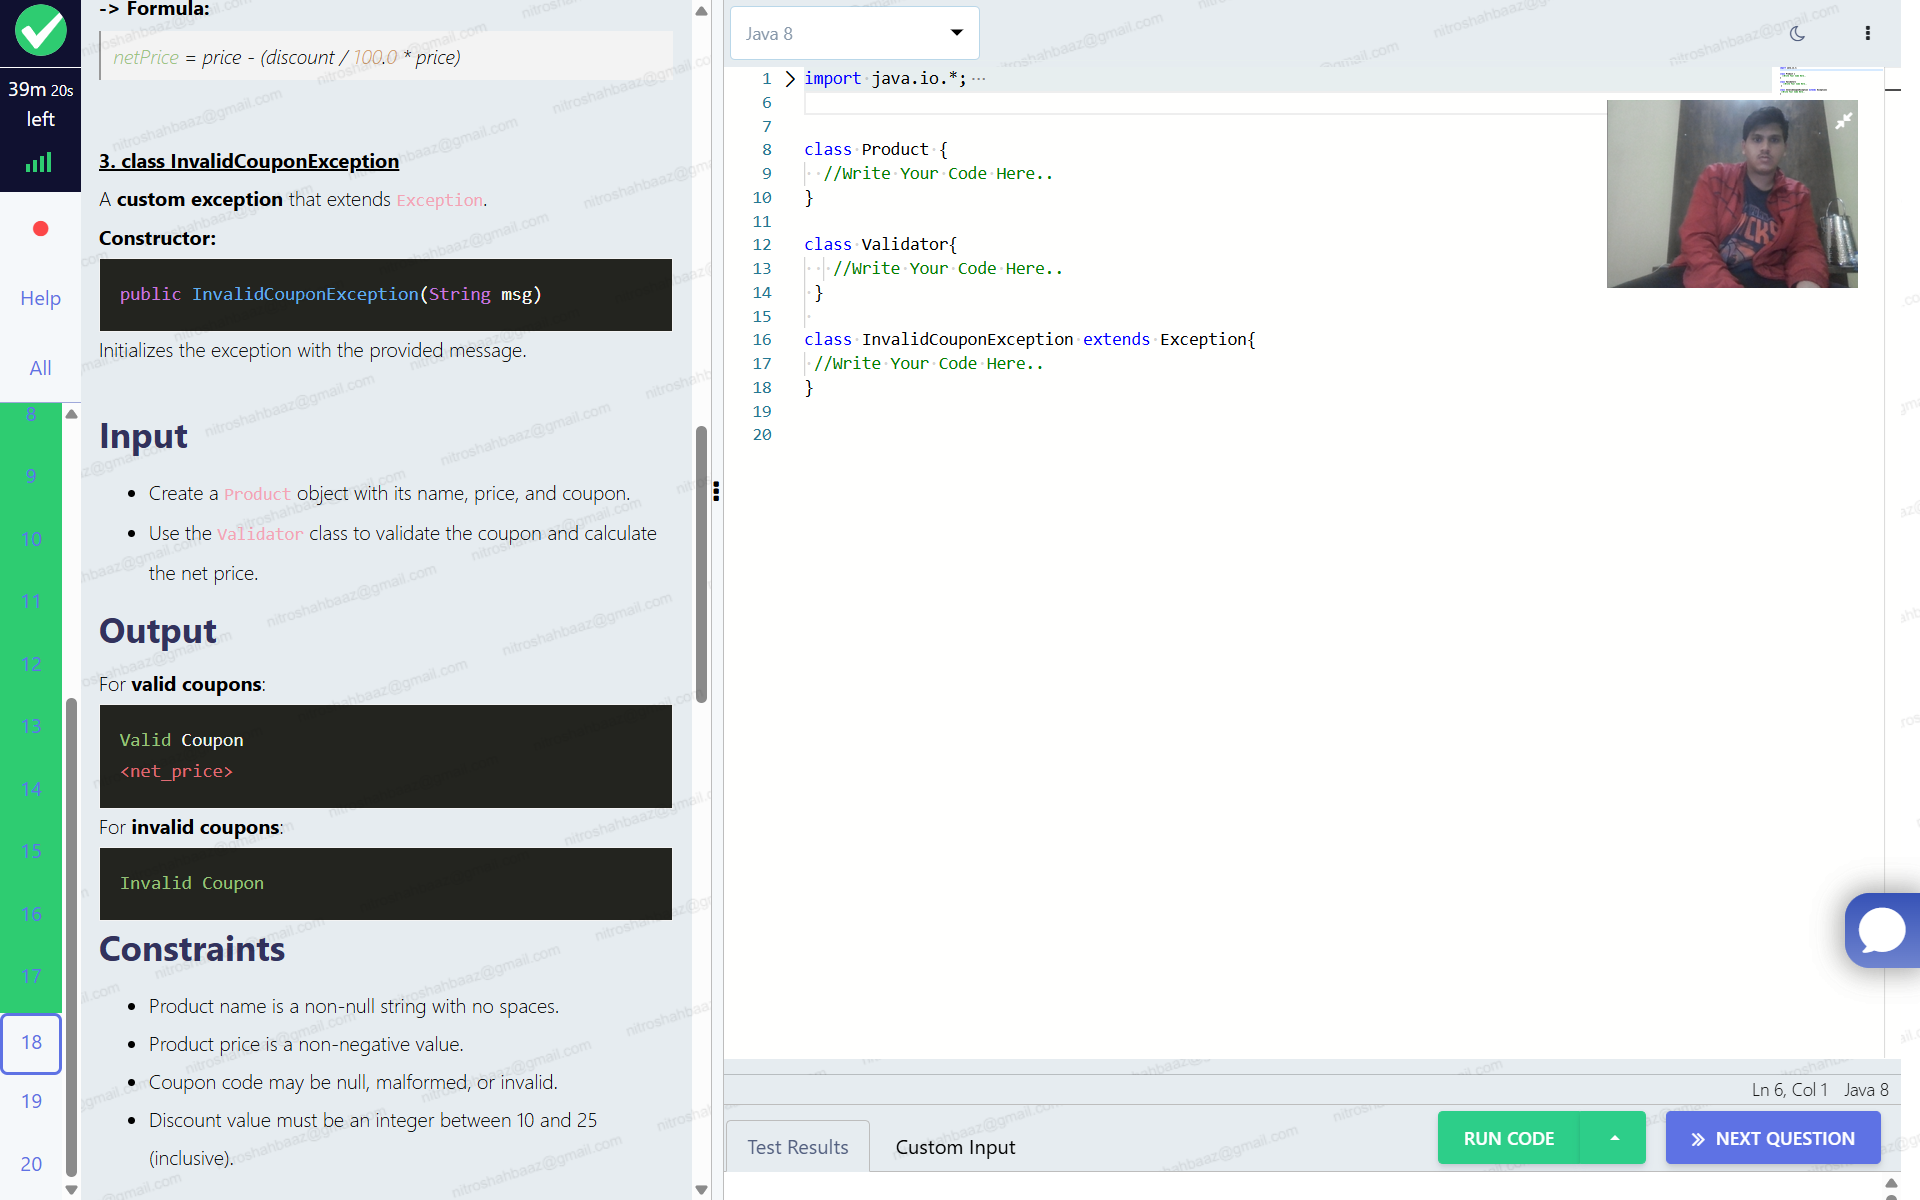 39m 20s
left
Help
All
8
9
10
11
12
13
14
15
16
17
18
19
20
-> Formula:
netPrice = price - (discount / 100.0 * price)
3. class InvalidCouponException
A custom exception that extends Exception.
Constructor:
public InvalidCouponException(String msg)
Initializes the exception with the provided message.
Input
Create a Product object with its name, price, and coupon.
Use the Validator class to validate the coupon and calculate
the net price.
Output
For valid coupons:
Valid Coupon
<net_price>
For invalid coupons:
Invalid Coupon
Constraints
Product name is a non-null string with no spaces.
Product price is a non-negative value.
Coupon code may be null, malformed, or invalid.
Discount value must be an integer between 10 and 25
(inclusive).
nitroshahbaaz@gmail.com
Java 8
1 import java.io.*; ...
6
7
8 class Product {
9 //Write Your Code Here..
10 }
11
12 class Validator{
13 //Write Your Code Here..
14 }
15
16 class InvalidCouponException extends Exception{
17 //Write Your Code Here..
18 }
19
20
Ln 6, Col 1 Java 8
Test Results Custom Input
RUN CODE
NEXT QUESTION